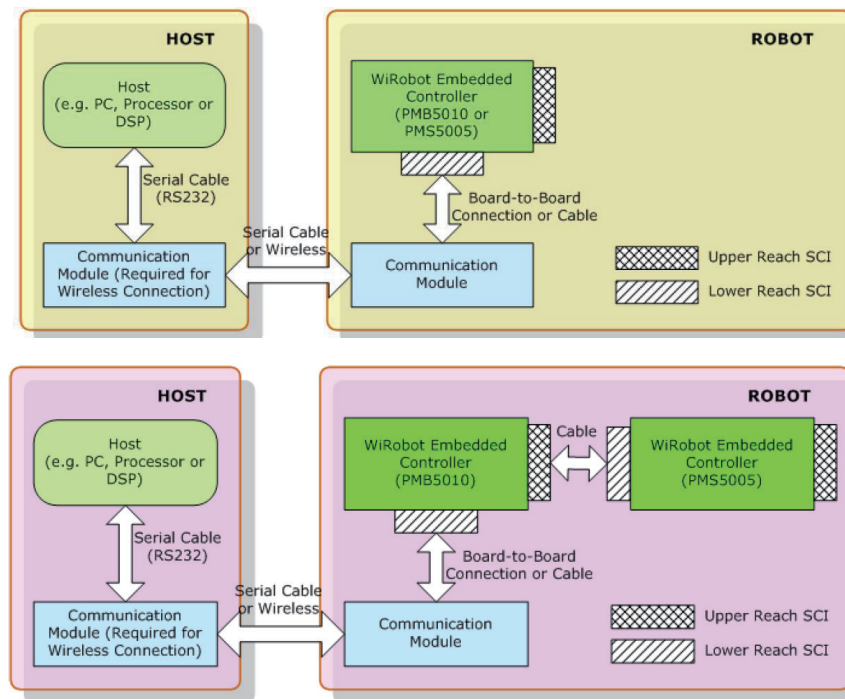 HOST
Host
(e.g. PC, Processor or
DSP)
Serial Cable
(RS232)
Communication
Module (Required for
Wireless Connection)
Serial Cable
or Wireless
ROBOT
WiRobot Embedded
Controller
(PMB5010 or
PMS5005)
Board-to-Board
Connection or Cable
Communication
Module
Upper Reach SCI
Lower Reach SCI
HOST
Host
(e.g. PC, Processor or
DSP)
Serial Cable
(RS232)
Communication
Module (Required for
Wireless Connection)
Serial Cable
or Wireless
ROBOT
WiRobot Embedded
Controller
(PMB5010)
Cable
WiRobot Embedded
Controller
(PMS5005)
Board-to-Board
Connection or Cable
Communication
Module
Upper Reach SCI
Lower Reach SCI